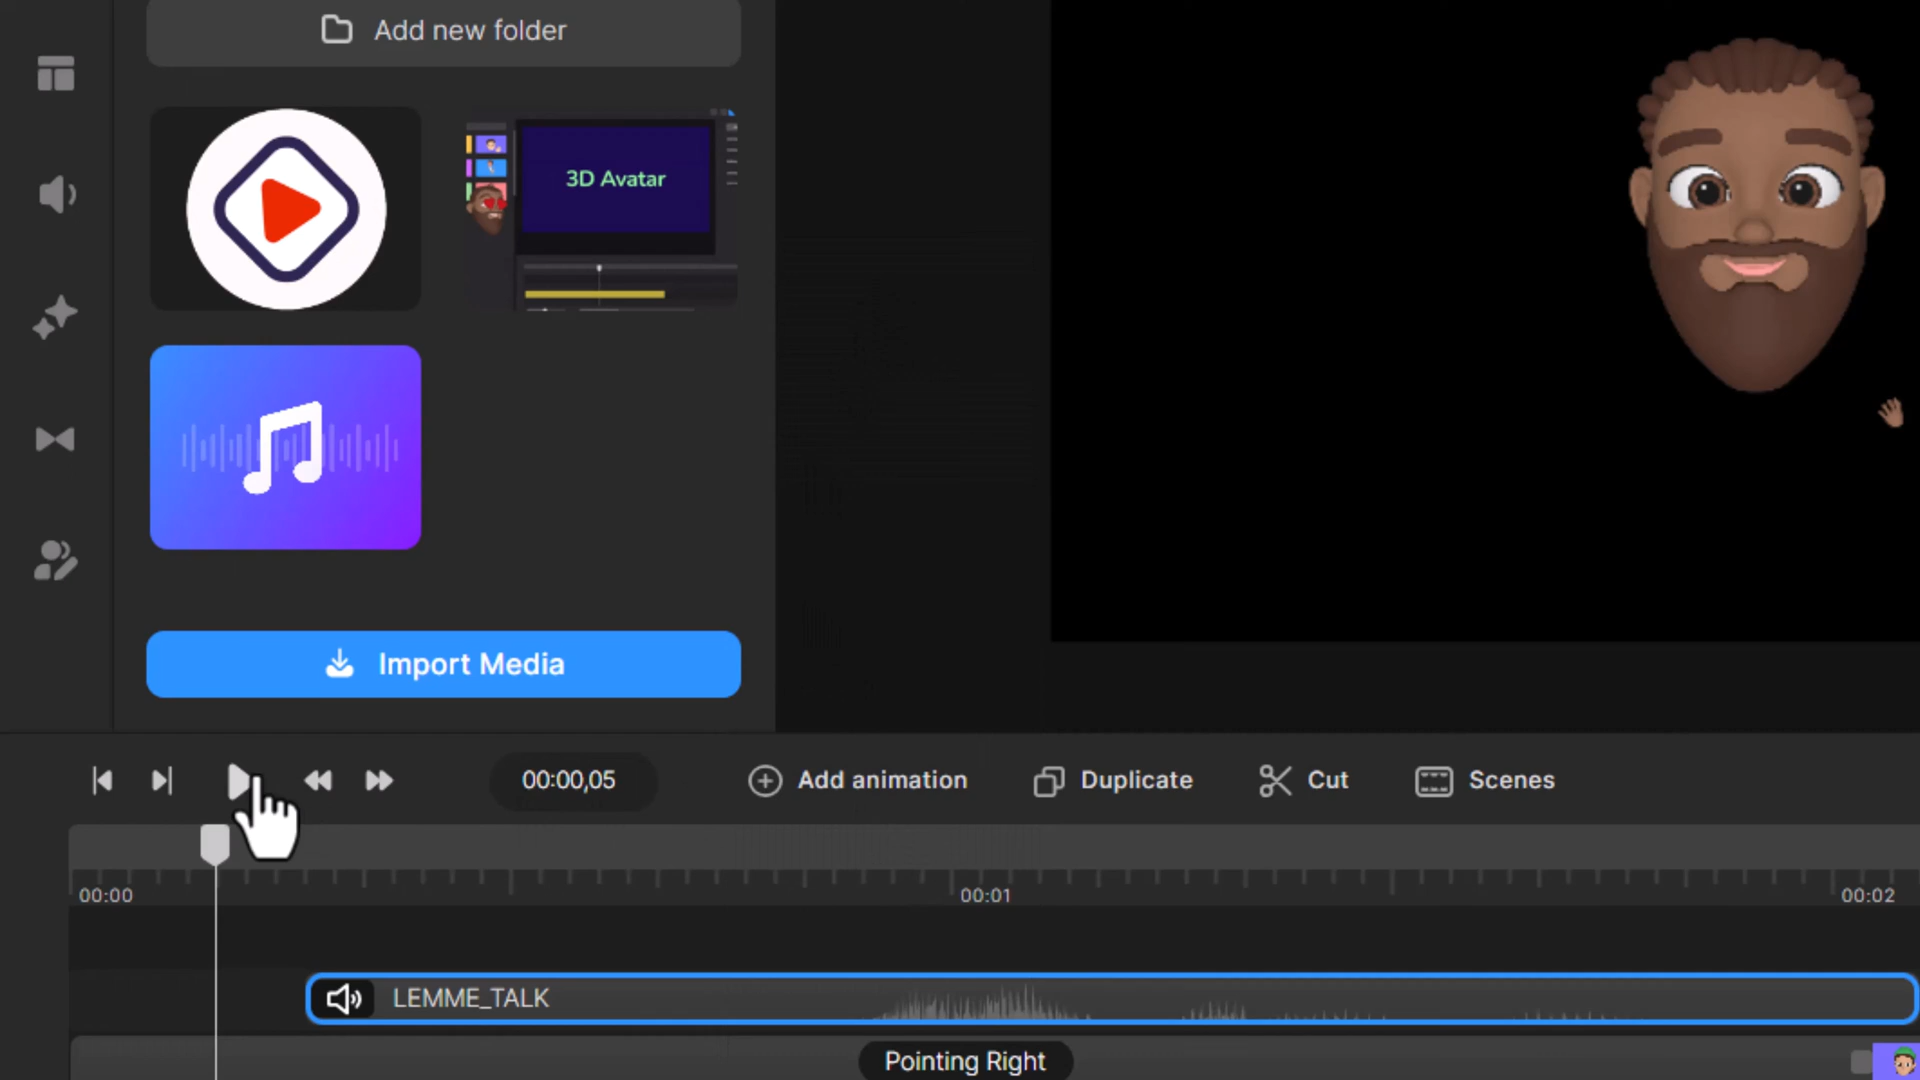 Add new folder
3D Avatar
Import Media
00:00,05
Add animation
Duplicate
Cut
Scenes
00:00
00:01
00:02
LEMME_TALK
Pointing Right